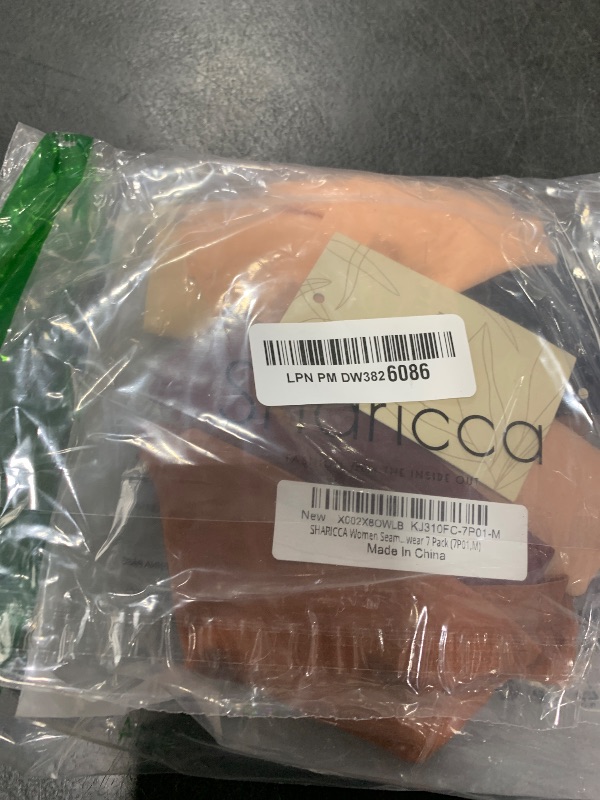 LPN PM DW3826086
Sharicca
THE INSIDE OUT
New X002X8OWLB KJ310FC-7P01-M
SHARICCA Women Seam...wear 7 Pack (7P01,M)
Made In China